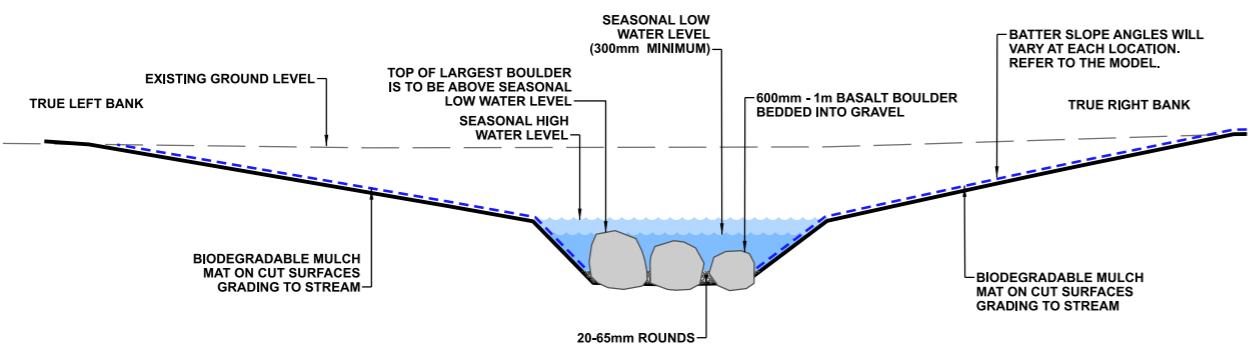 SEASONAL LOW
WATER LEVEL
(300mm MINIMUM)
BATTER SLOPE ANGLES WILL
VARY AT EACH LOCATION.
REFER TO THE MODEL.
EXISTING GROUND LEVEL
TOP OF LARGEST BOULDER
IS TO BE ABOVE SEASONAL
LOW WATER LEVEL
TRUE LEFT BANK
600mm - 1m BASALT BOULDER
BEDDED INTO GRAVEL
TRUE RIGHT BANK
SEASONAL HIGH
WATER LEVEL
BIODEGRADABLE MULCH
MAT ON CUT SURFACES
GRADING TO STREAM
BIODEGRADABLE MULCH
MAT ON CUT SURFACES
GRADING TO STREAM
20-65mm ROUNDS